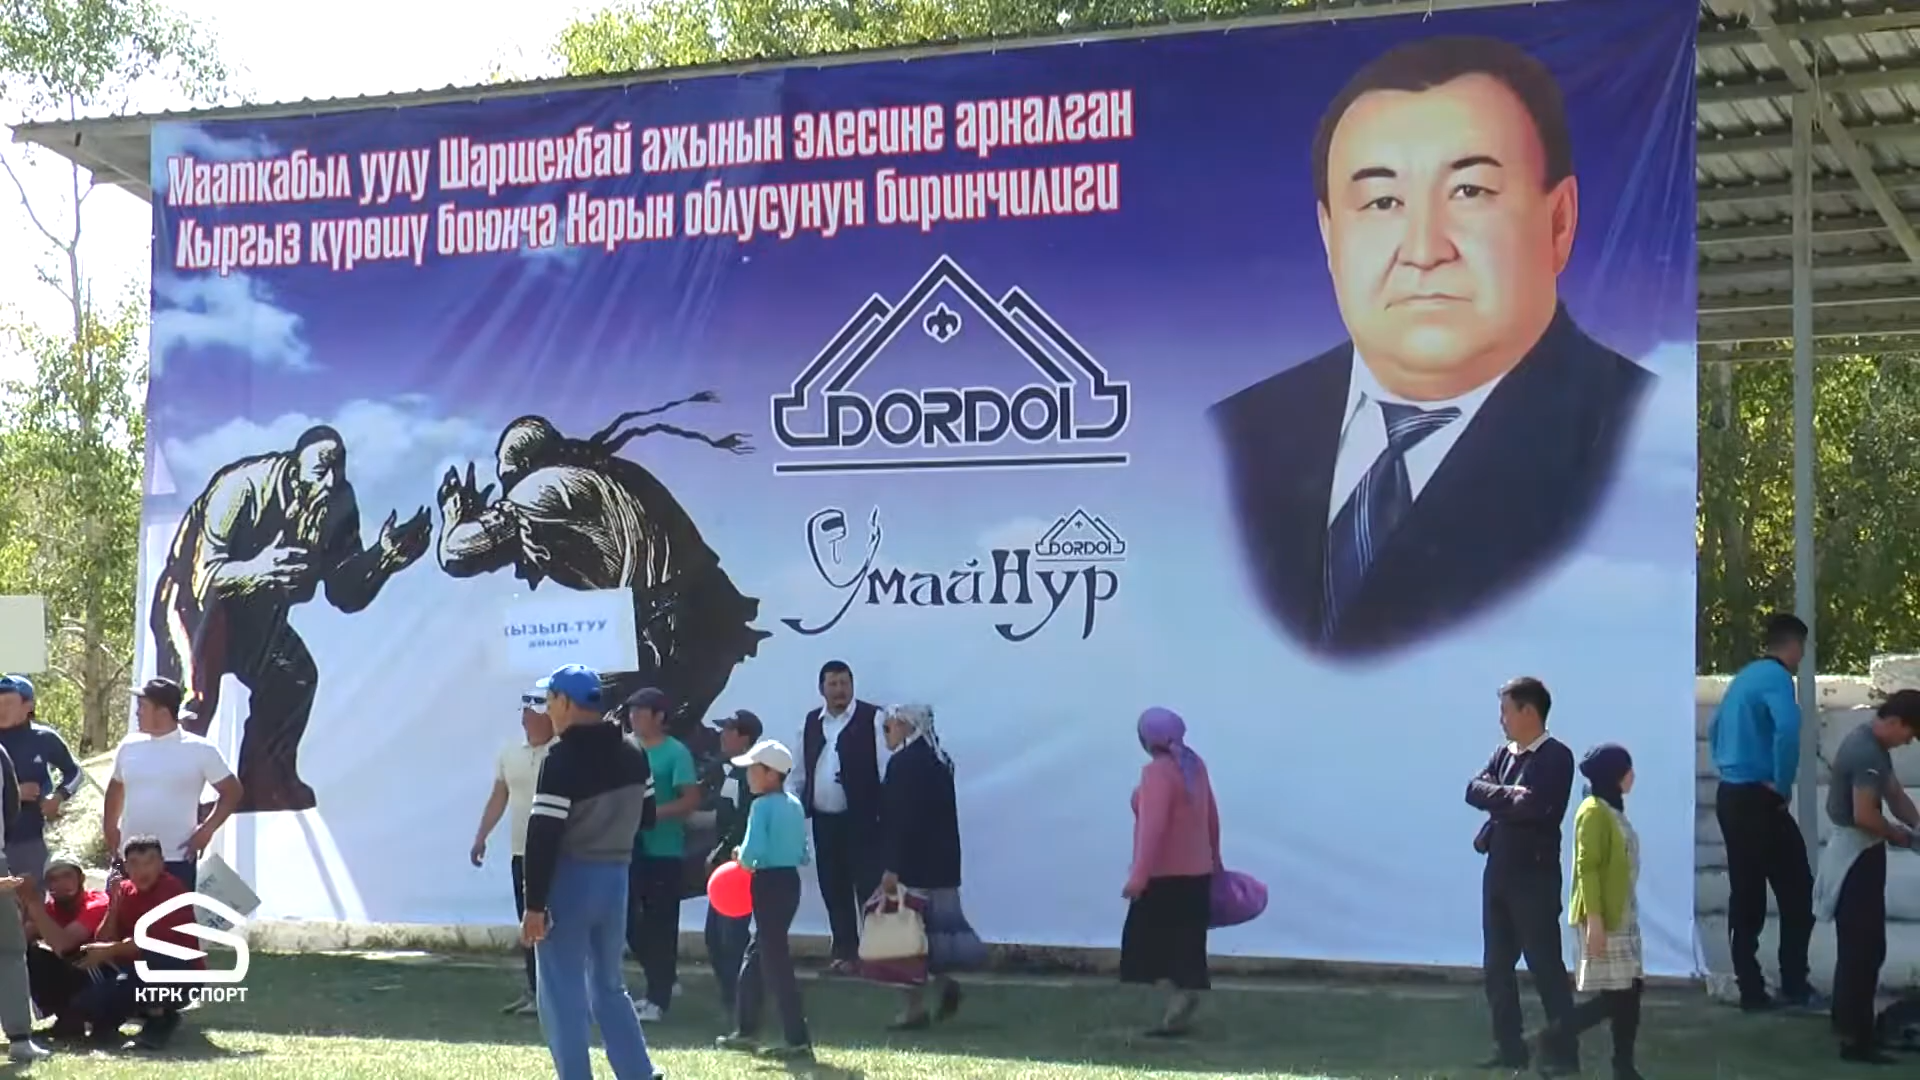 Мааткабыл уулу Шаршенбай ажынын элесине арналган
Кыргыз күрөшү боюнча Нарын облусунун биринчилиги
DORDOI
DORDOI
УмайНур
КЫЗЫЛ-ТУУ
айылы
КТРК СПОРТ